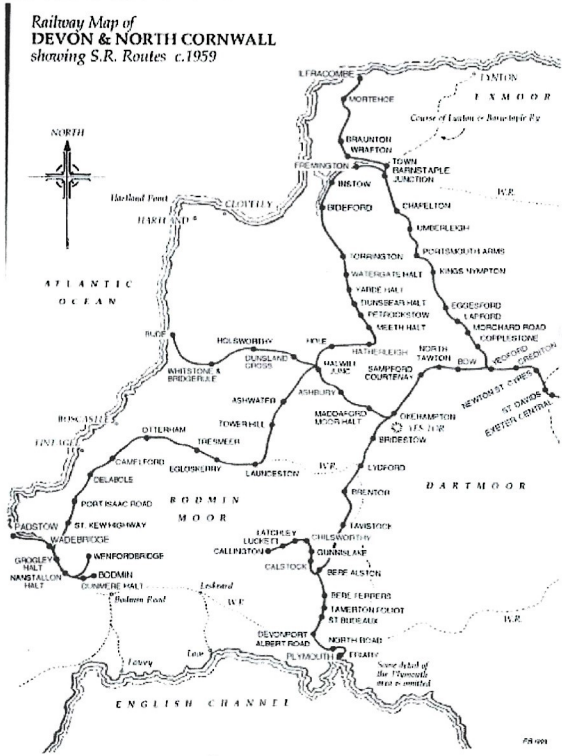 Railway Map of
DEVON & NORTH CORNWALL
showing S.R. Routes c.1959
NORTH
ILFRACOMBE
LYNTON
EXMOOR
MORTEHOE
Course of Lynton & Barnstaple Rly
BRAUNTON
WRAFTON
FREMINGTON
TOWN
BARNSTAPLE
JUNCTION
INSTOW
W.R.
Hartland Point
CLOVELLY
HARTLAND
BIDEFORD
CHAPELTON
UMBERLEIGH
PORTSMOUTH ARMS
TORRINGTON
WATERGATE HALT
KINGS NYMPTON
YARDE HALT
ATLANTIC
OCEAN
DUNSBEAR HALT
PETROCKSTOW
EGGESFORD
LAPFORD
MEETH HALT
MORCHARD ROAD
COPPLESTONE
BUDE
HOLSWORTHY
HOLE
HATHERLEIGH
NORTH
TAWTON
BOW
YEOFORD
CREDITON
DUNSLAND
CROSS
HALWILL
JUNC
SAMPFORD
COURTENAY
WHITSTONE &
BRIDGERULE
NEWTON ST. CYRES
ST. DAVIDS
EXETER CENTRAL
ASHBURY
ASHWATER
MADDAFORD
MOOR HALT
OKEHAMPTON
YES TOR
BOSCASTLE
TOWER HILL
BRIDESTOW
OTTERHAM
TINTAGEL
TRESMEER
CAMELFORD
EGLOSKERRY
LAUNCESTON
W.R.
LYDFORD
DELABOLE
DARTMOOR
BRENTOR
PORT ISAAC ROAD
BODMIN
MOOR
TAVISTOCK
PADSTOW
ST. KEW HIGHWAY
LATCHLEY
CHILSWORTHY
WADEBRIDGE
LUCKETT
CALLINGTON
GUNNISLAKE
GROGLEY
HALT
WENFORDBRIDGE
CALSTOCK
BERE ALSTON
NANSTALLON
HALT
BODMIN
DUNMERE HALT
Liskeard
Bodmin Road
W.R.
BERE FERRERS
TAMERTON FOLIOT
ST BUDEAUX
W.R.
DEVONPORT
ALBERT ROAD
NORTH ROAD
Looe
PLYMOUTH
FRIARY
Fowey
Some detail of
the Plymouth
area is omitted
ENGLISH CHANNEL